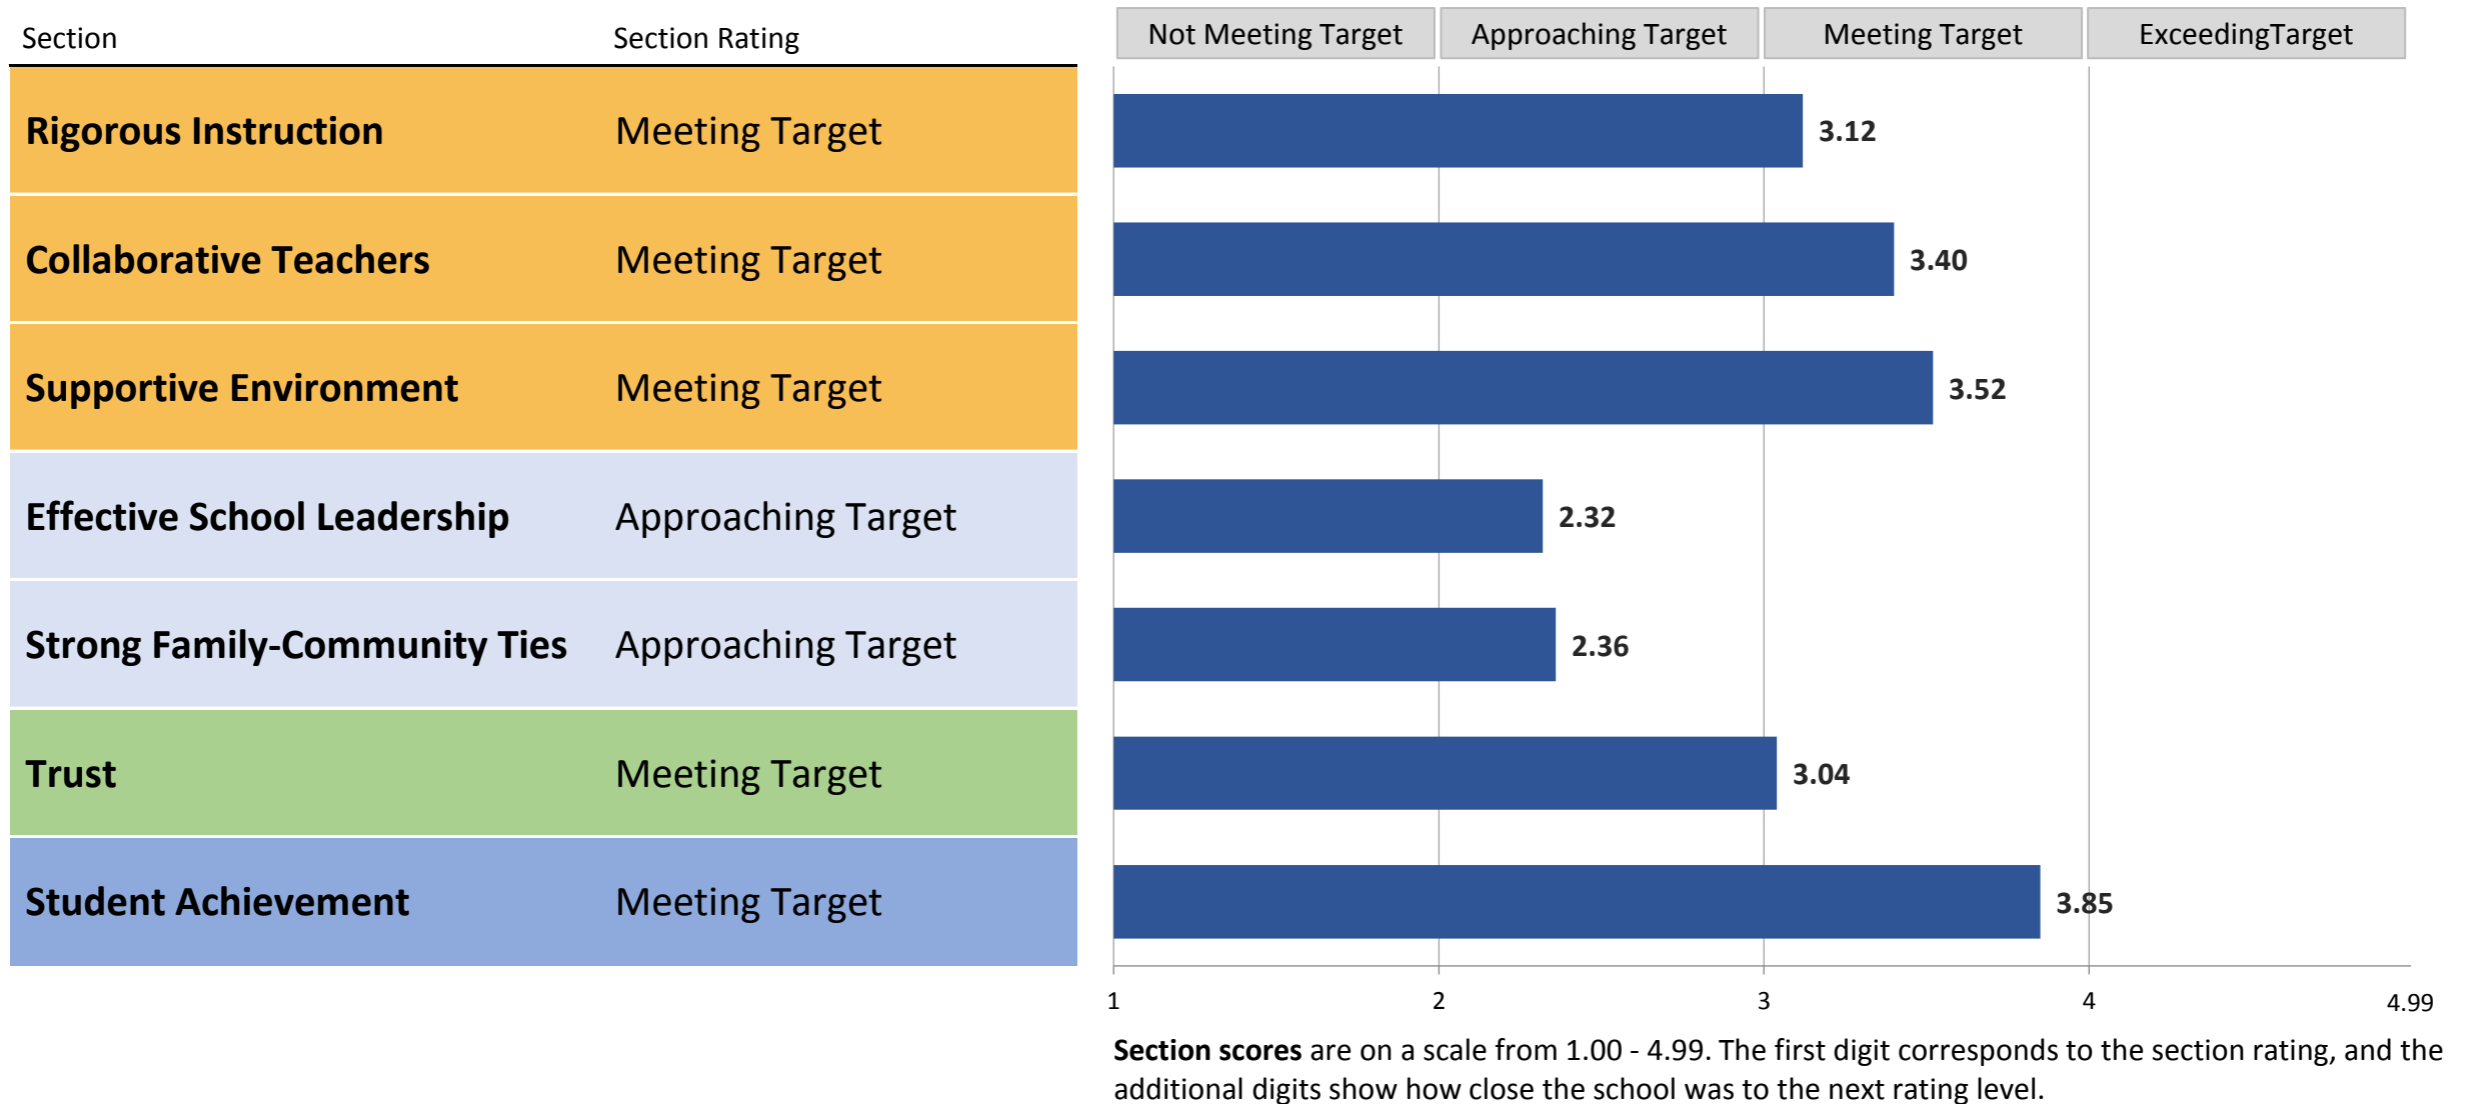 Section Section Rating Not Meeting Target Approaching Target Meeting Target ExceedingTarget
Rigorous Instruction Meeting Target 3.12
Collaborative Teachers Meeting Target 3.40
Supportive Environment Meeting Target 3.52
Effective School Leadership Approaching Target 2.32
Strong Family-Community Ties Approaching Target 2.36
Trust Meeting Target 3.04
Student Achievement Meeting Target 3.85
1 2 3 4 4.99
Section scores are on a scale from 1.00 - 4.99. The first digit corresponds to the section rating, and the
additional digits show how close the school was to the next rating level.